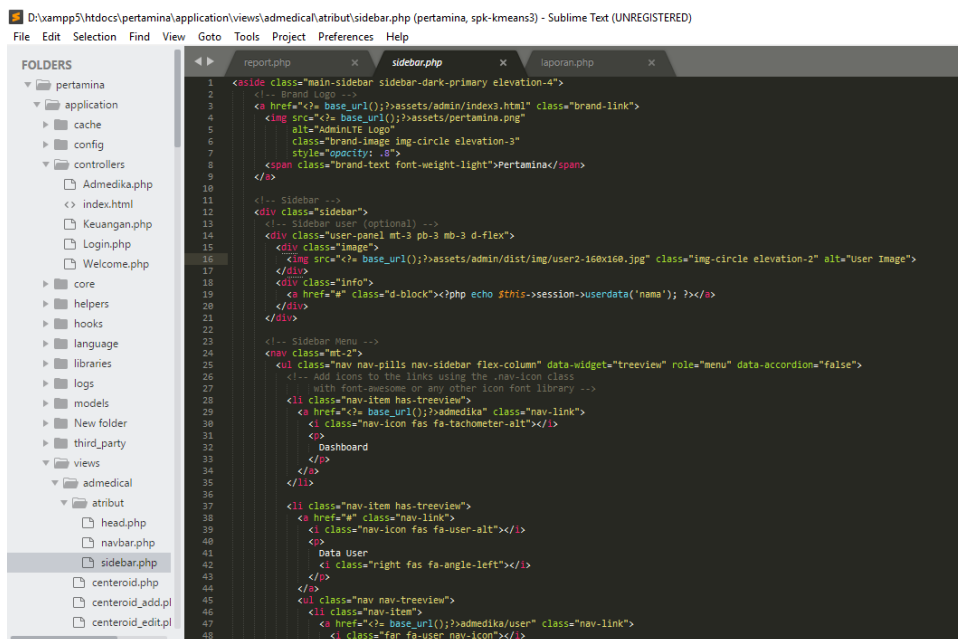 D:\xampp5\htdocs\pertamina\application\views\admedical\atribut\sidebar.php (pertamina, spk-kmeans3) - Sublime Text (UNREGISTERED)
File Edit Selection Find View Goto Tools Project Preferences Help
FOLDERS
pertamina
application
cache
config
controllers
Admedika.php
index.html
Keuangan.php
Login.php
Welcome.php
core
helpers
hooks
language
libraries
logs
models
New folder
third_party
views
admedical
atribut
head.php
navbar.php
sidebar.php
centeroid.php
centeroid_add.pl
centeroid_edit.pl
report.php × sidebar.php × laporan.php ×
1 <aside class="main-sidebar sidebar-dark-primary elevation-4">
2 <!-- Brand Logo -->
3 <a href="<?= base_url();?>assets/admin/index3.html" class="brand-link">
4 <img src="<?= base_url();?>assets/pertamina.png"
5 alt="AdminLTE Logo"
6 class="brand-image img-circle elevation-3"
7 style="opacity: .8">
8 <span class="brand-text font-weight-light">Pertamina</span>
9 </a>
10
11 <!-- Sidebar -->
12 <div class="sidebar">
13 <!-- Sidebar user (optional) -->
14 <div class="user-panel mt-3 pb-3 mb-3 d-flex">
15 <div class="image">
16 <img src="<?= base_url();?>assets/admin/dist/img/user2-160x160.jpg" class="img-circle elevation-2" alt="User Image">
17 </div>
18 <div class="info">
19 <a href="#" class="d-block"><?php echo $this->session->userdata('nama'); ?></a>
20 </div>
21 </div>
22
23 <!-- Sidebar Menu -->
24 <nav class="mt-2">
25 <ul class="nav nav-pills nav-sidebar flex-column" data-widget="treeview" role="menu" data-accordion="false">
26 <!-- Add icons to the links using the .nav-icon class
27 with font-awesome or any other icon font library -->
28 <li class="nav-item has-treeview">
29 <a href="<?= base_url();?>admedika" class="nav-link">
30 <i class="nav-icon fas fa-tachometer-alt"></i>
31 <p>
32 Dashboard
33 </p>
34 </a>
35 </li>
36
37 <li class="nav-item has-treeview">
38 <a href="#" class="nav-link">
39 <i class="nav-icon fas fa-user-alt"></i>
40 <p>
41 Data User
42 <i class="right fas fa-angle-left"></i>
43 </p>
44 </a>
45 <ul class="nav nav-treeview">
46 <li class="nav-item">
47 <a href="<?= base_url();?>admedika/user" class="nav-link">
48 <i class="far fa-user nav-icon"></i>